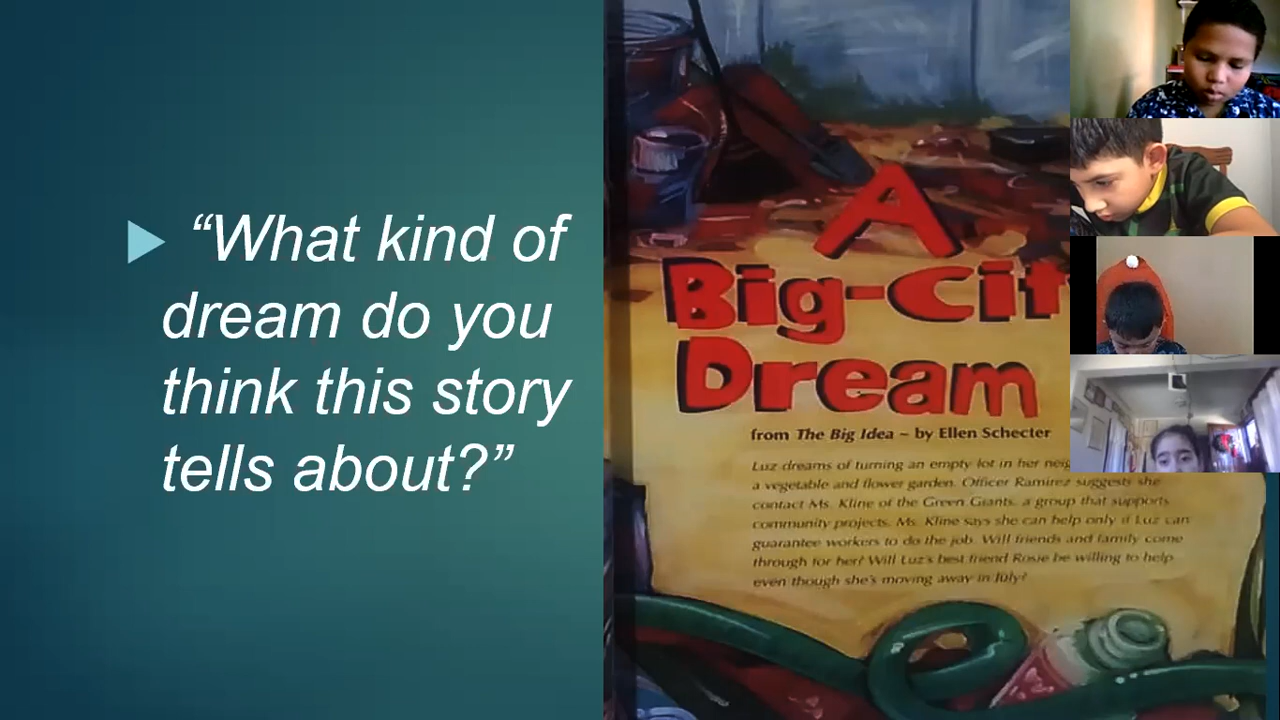 “What kind of
dream do you
think this story
tells about?”
A
Big-Cit
Dream
from The Big Idea ~ by Ellen Schecter
Luz dreams of turning an empty lot in her neig
a vegetable and flower garden. Officer Ramirez suggests she
contact Ms. Kline of the Green Giants, a group that supports
community projects. Ms. Kline says she can help only if Luz can
guarantee workers to do the job. Will friends and family come
through for her? Will Luz's best friend Rosie be willing to help
even though she's moving away in July?